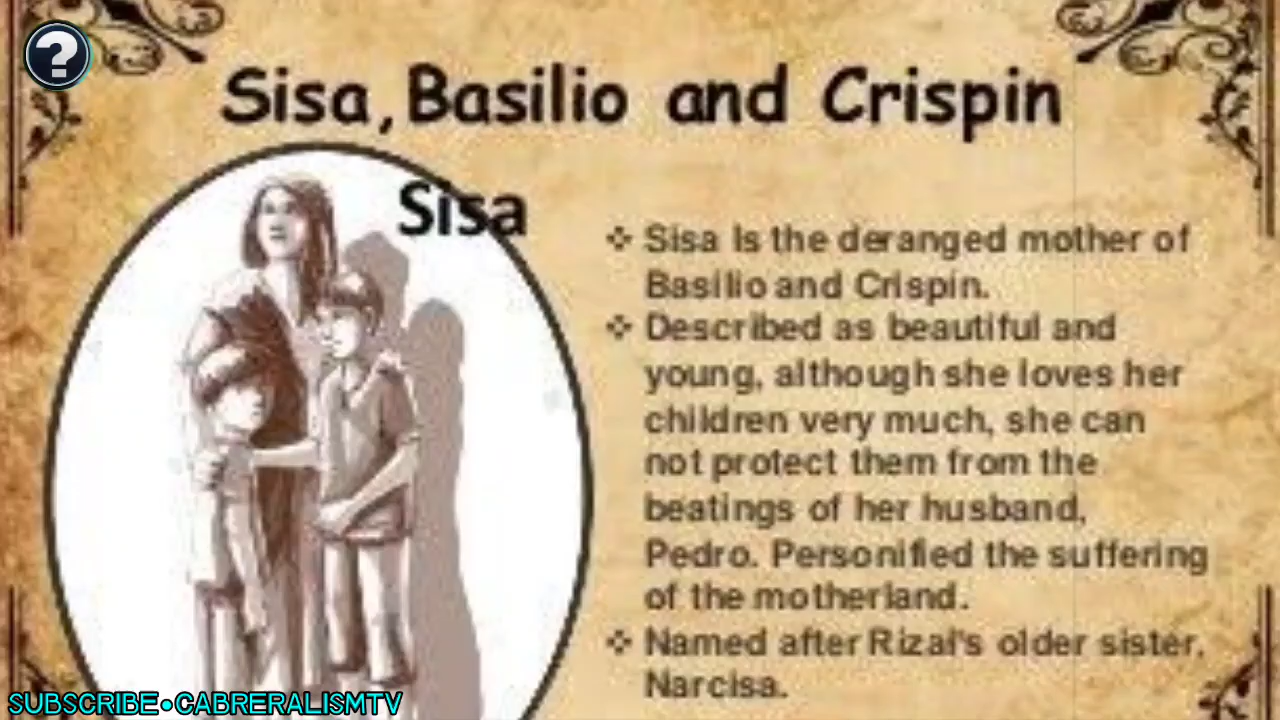 ?
Sisa, Basilio and Crispin
Sisa
❖ Sisa Is the deranged mother of
Basilio and Crispin.
❖ Described as beautiful and
young, although she loves her
children very much, she can
not protect them from the
beatings of her husband,
Pedro. Personified the suffering
of the motherland.
❖ Named after Rizal's older sister,
Narcisa.
SUBSCRIBE•CABRERALISMTV